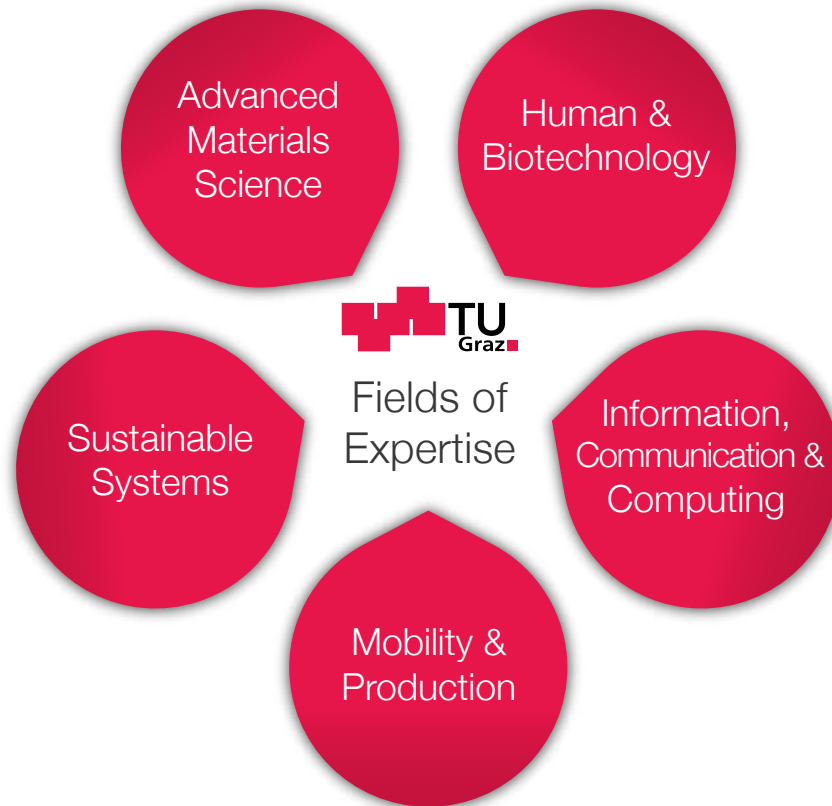 Advanced
Materials
Science
Human &
Biotechnology
TU
Graz
Fields of
Expertise
Sustainable
Systems
Information,
Communication &
Computing
Mobility &
Production